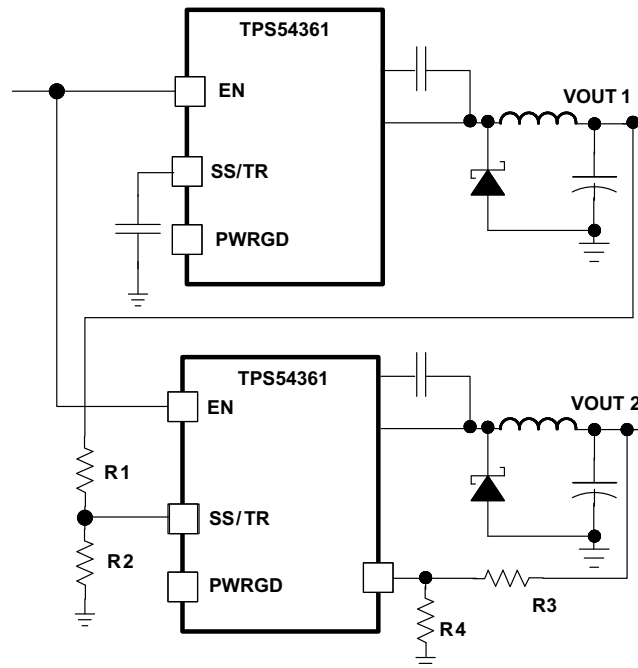 TPS54361
EN
VOUT 1
SS/TR
PWRGD
TPS54361
EN
VOUT 2
R1
SS/TR
R2
PWRGD
R3
R4